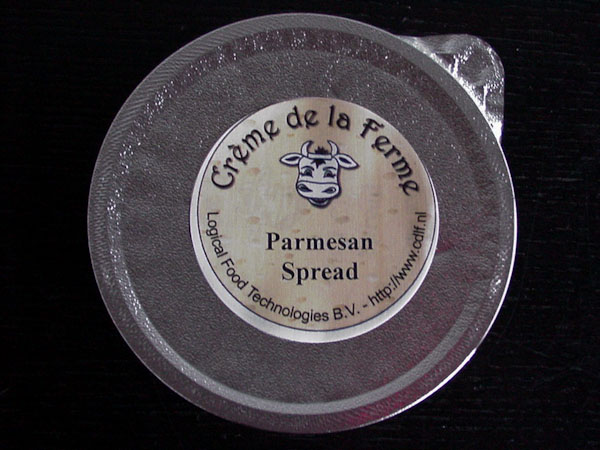 Crème de la Ferme
Parmesan
Spread
Logical Food Technologies B.V. - http://www.cdlf.nl